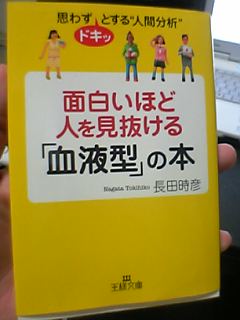 思わず
ドキッ
とする“人間分析”
面白いほど
人を見抜ける
「血液型」の本
Nagata Tokihiko 長田時彦
王様文庫